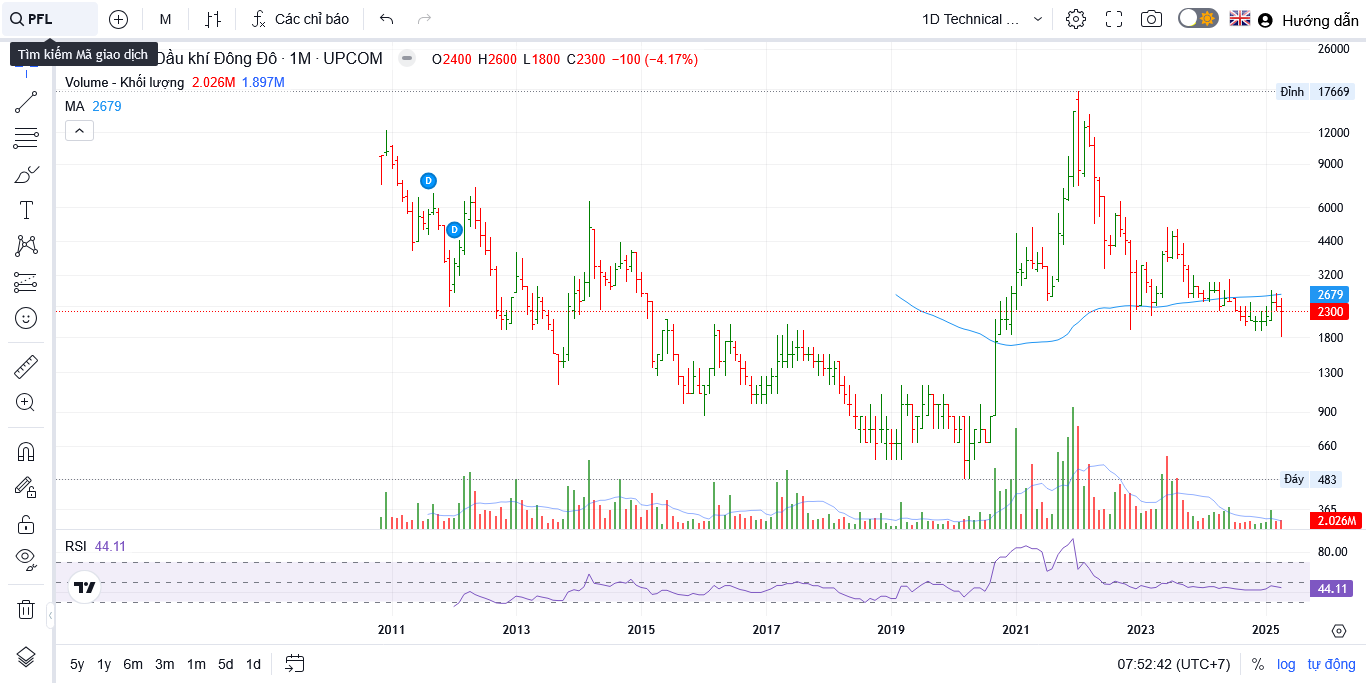 PFL M Các chỉ báo 1D Technical ... Hướng dẫn
Tìm kiếm Mã giao dịch
Dầu khí Đông Đô · 1M · UPCOM O2400 H2600 L1800 C2300 −100 (−4.17%)
Volume - Khối lượng 2.026M 1.897M
MA 2679
D
D
26000
Đỉnh 17669
12000
9000
6000
4400
3200
2679
2300
1800
1300
900
660
Đáy 483
365
2.026M
RSI 44.11
80.00
44.11
2011 2013 2015 2017 2019 2021 2023 2025
5y 1y 6m 3m 1m 5d 1d 07:52:42 (UTC+7) % log tự động